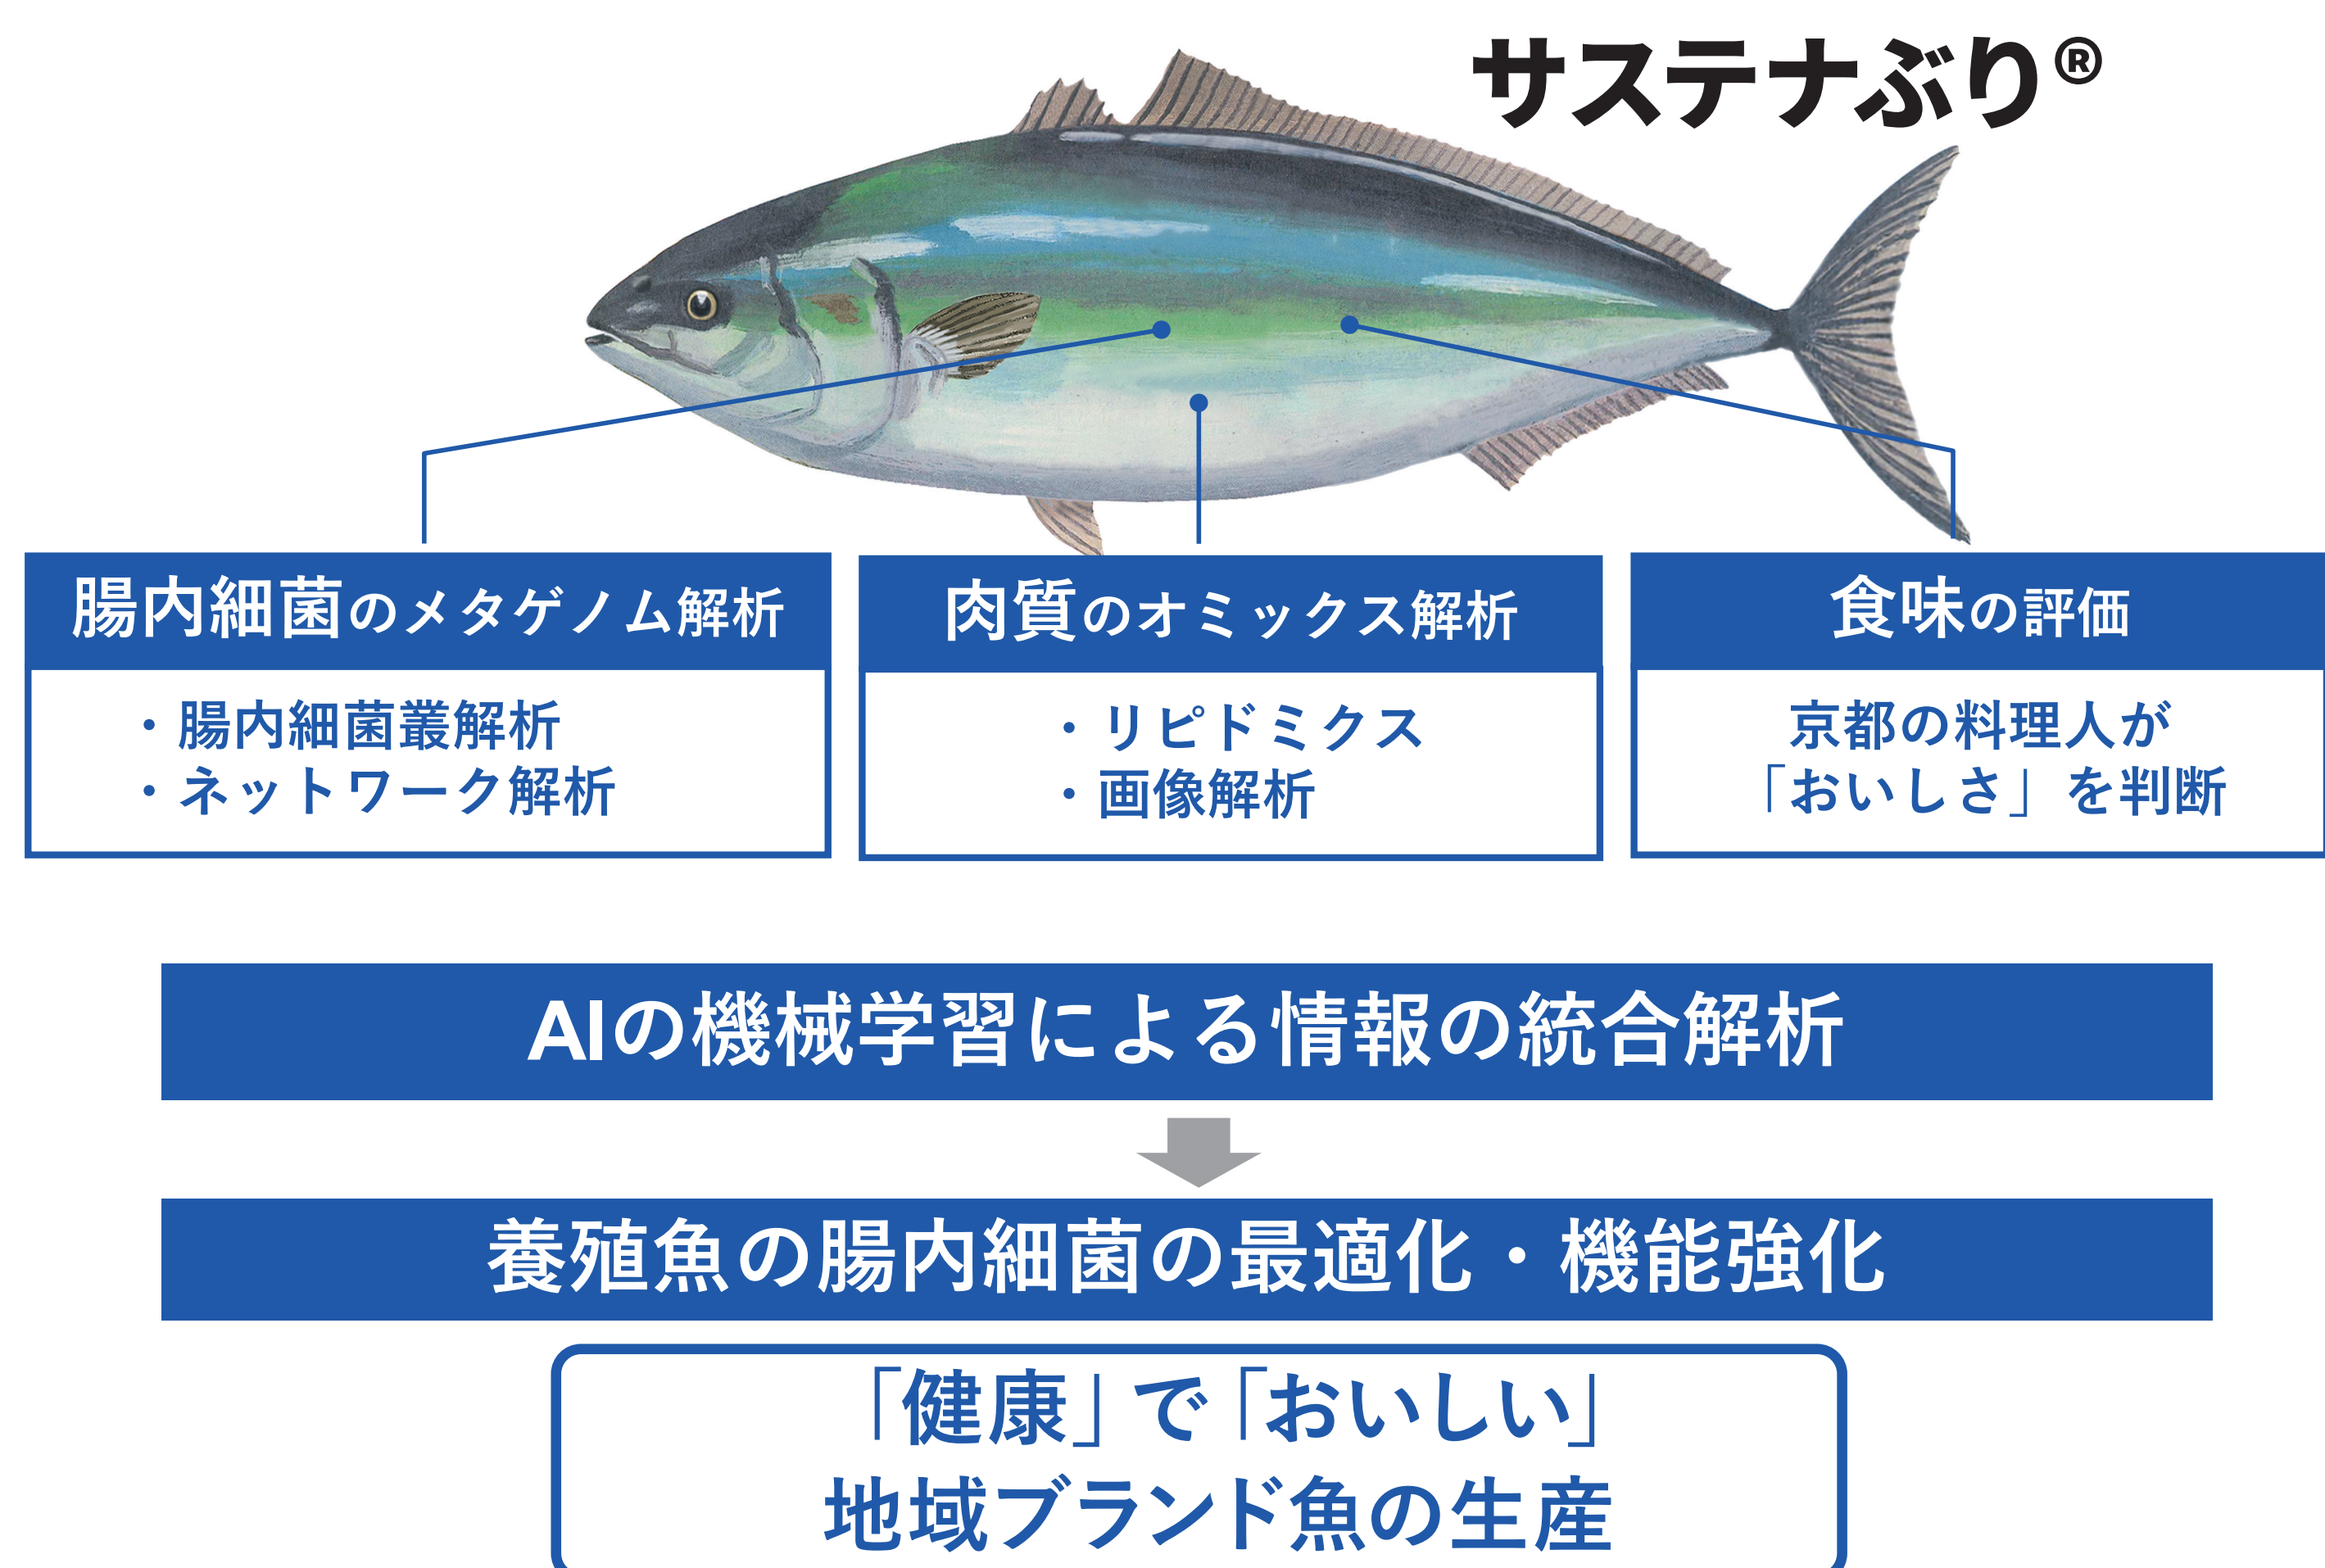 サステナぶり®
腸内細菌のメタゲノム解析
・腸内細菌叢解析
・ネットワーク解析
肉質のオミックス解析
・リピドミクス
・画像解析
食味の評価
京都の料理人が
「おいしさ」を判断
AIの機械学習による情報の統合解析
養殖魚の腸内細菌の最適化・機能強化
「健康」で「おいしい」
地域ブランド魚の生産